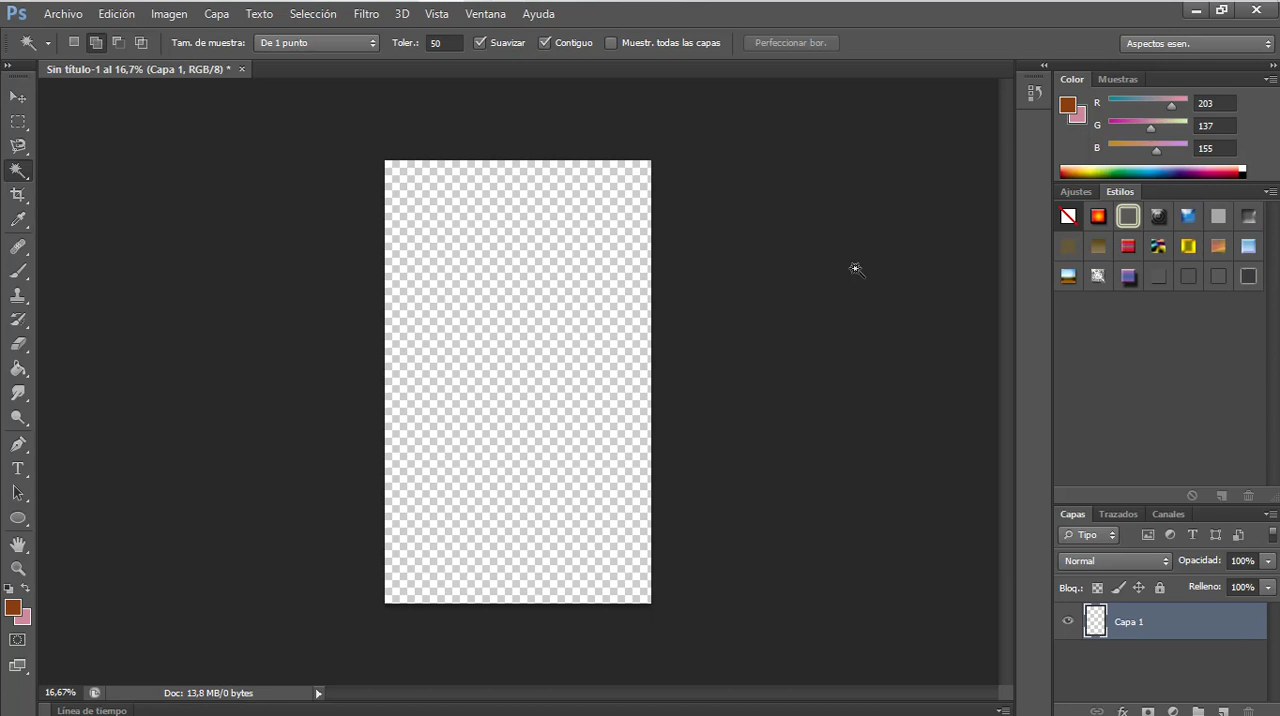 Ps Archivo Edición Imagen Capa Texto Selección Filtro 3D Vista Ventana Ayuda
Tam. de muestra: De 1 punto Toler.: 50 Suavizar Contiguo Muestr. todas las capas Perfeccionar bor. Aspectos esen.
Sin título-1 al 16,7% (Capa 1, RGB/8) *
Color Muestras
R 203
G 137
B 155
Ajustes Estilos
Capas Trazados Canales
Tipo
Normal Opacidad: 100%
Bloq.: Relleno: 100%
Capa 1
16,67% Doc: 13,8 MB/0 bytes
Línea de tiempo